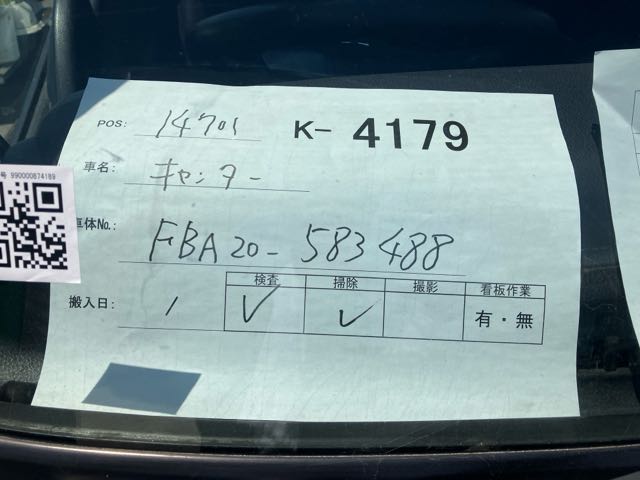 POS: 14701 K- 4179
号 990000874189
車名: キャンター
車体No.: FBA20-583488
検査 掃除 撮影 看板作業
搬入日: 1 ✓ ✓ 有・無